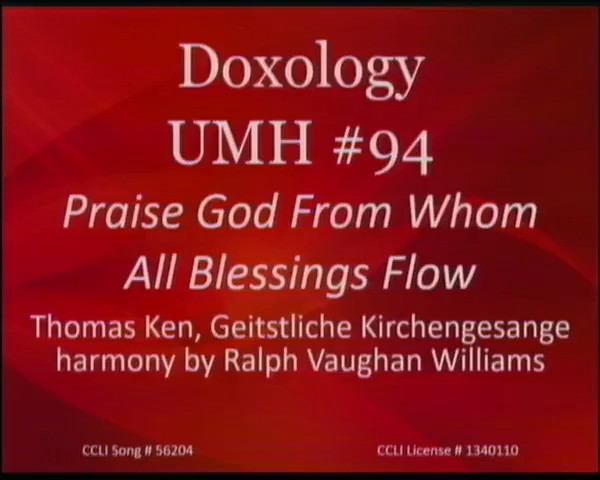 Doxology
UMH #94
Praise God From Whom
All Blessings Flow
Thomas Ken, Geitstliche Kirchengesange
harmony by Ralph Vaughan Williams
CCLI Song # 56204
CCLI License # 1340110